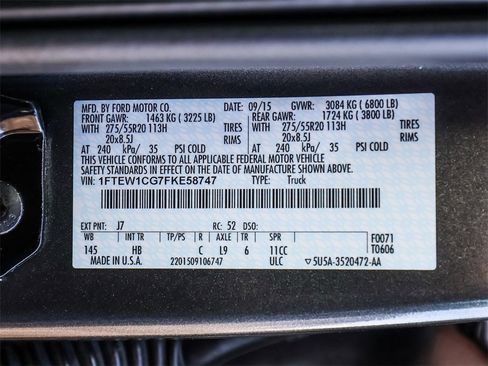 MFD. BY FORD MOTOR CO. DATE: 09/15 GVWR: 3084 KG ( 6800 LB)
FRONT GAWR: 1463 KG ( 3225 LB) REAR GAWR: 1724 KG ( 3800 LB)
WITH 275/55R20 113H TIRES WITH 275/55R20 113H TIRES
20x8.5J RIMS 20x8.5J RIMS
AT 240 kPa/ 35 PSI COLD AT 240 kPa/ 35 PSI COLD
THIS VEHICLE CONFORMS TO ALL APPLICABLE FEDERAL MOTOR VEHICLE
SAFETY STANDARDS IN EFFECT ON THE DATE OF MANUFACTURE SHOWN ABOVE.
VIN: 1FTEW1CG7FKE58747 TYPE: Truck
EXT PNT: J7 RC: 52 DSO:
WB INT TR TP/PS R AXLE TR SPR F0071
145 HB C L9 6 11CC T0606
MADE IN U.S.A. 2201509106747 ULC 5U5A-3520472-AA